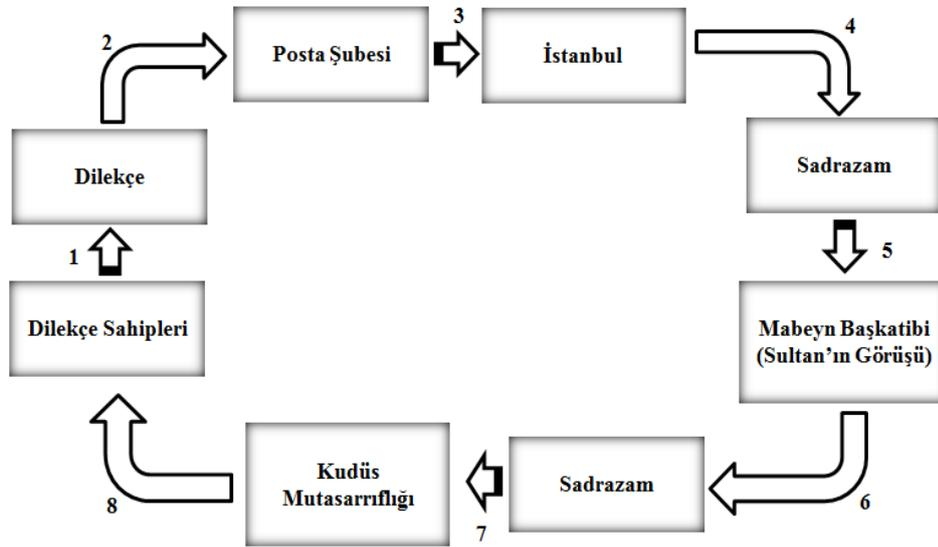 2
Posta Şubesi
3
İstanbul
4
Dilekçe
Sadrazam
1
5
Dilekçe Sahipleri
Mabeyn Başkatibi
(Sultan’ın Görüşü)
Kudüs
Mutasarrıflığı
Sadrazam
8
7
6